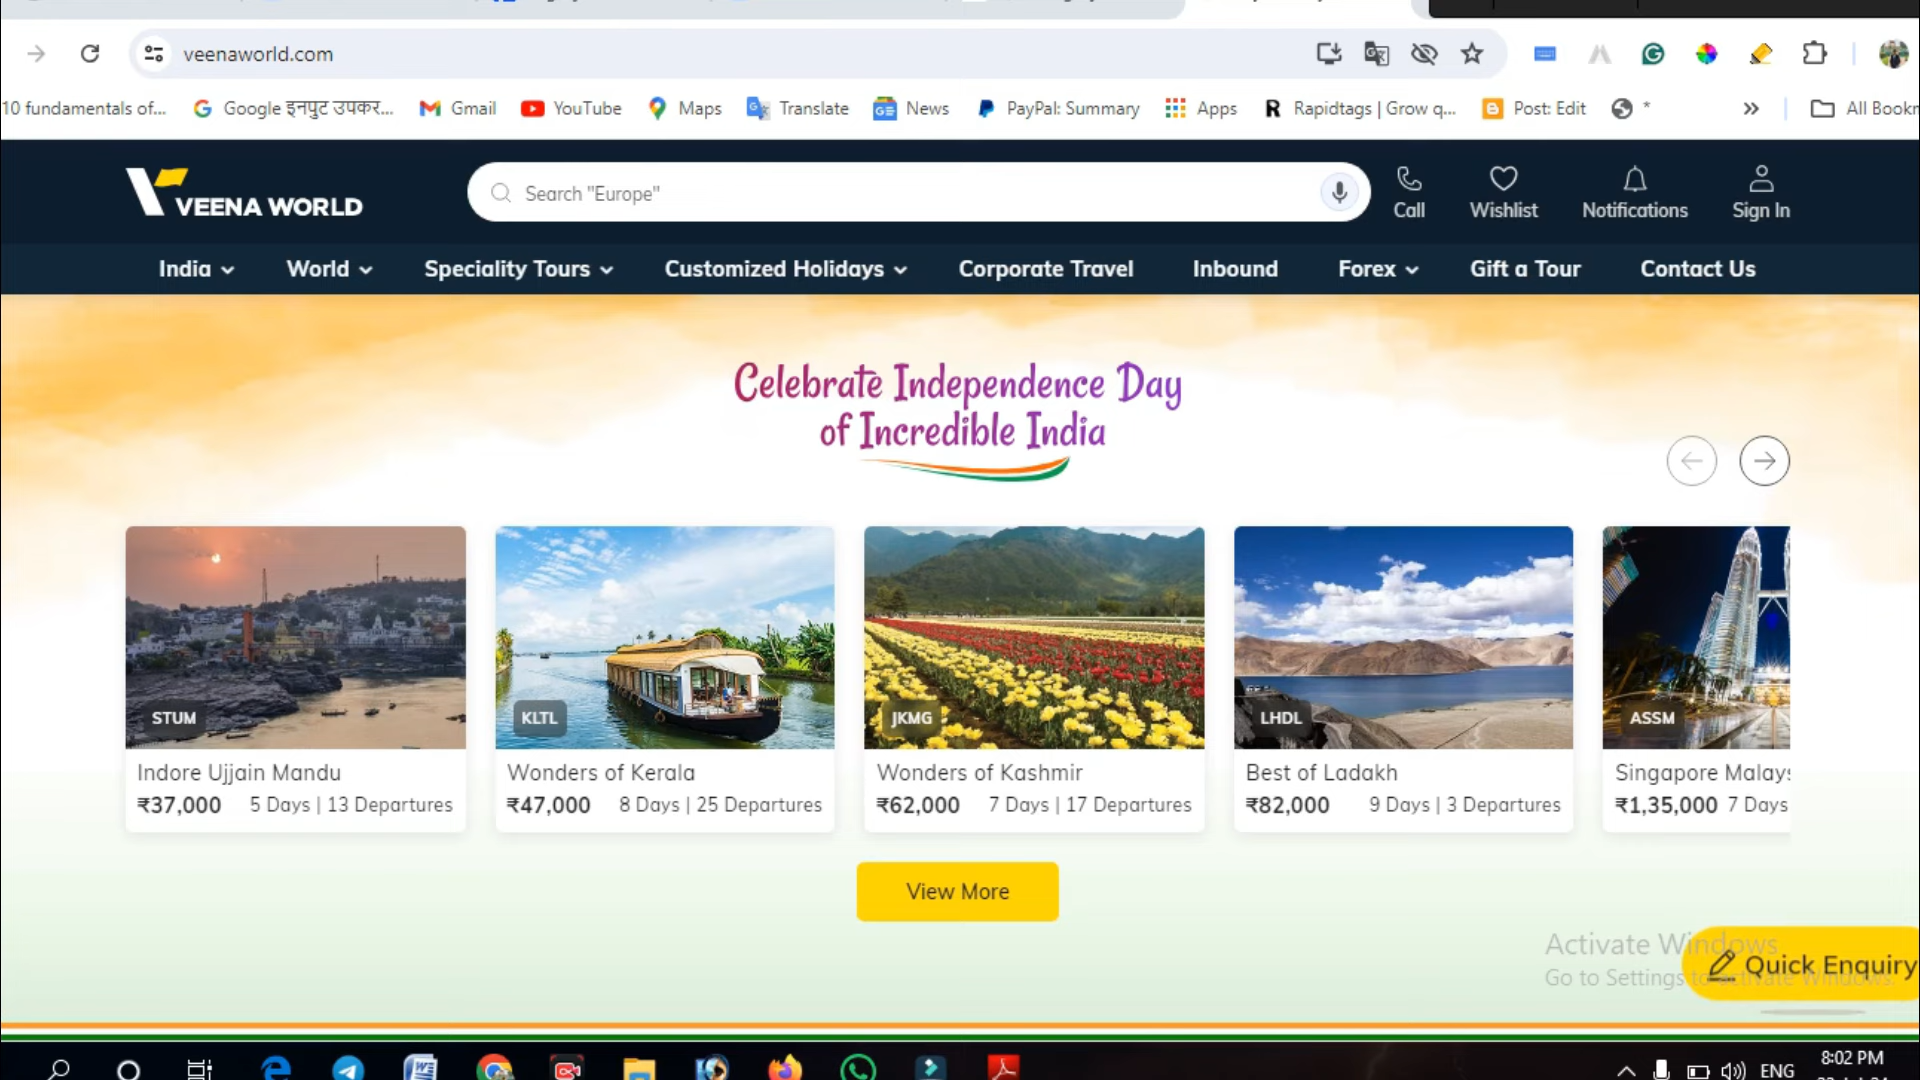 veenaworld.com
10 fundamentals of... Google इनपुट उपकर... Gmail YouTube Maps Translate News PayPal: Summary Apps Rapidtags | Grow q... Post: Edit * All Bookm
VEENA WORLD
Search "Europe"
Call Wishlist Notifications Sign In
India World Speciality Tours Customized Holidays Corporate Travel Inbound Forex Gift a Tour Contact Us
Celebrate Independence Day
of Incredible India
STUM KLTL JKMG LHDL ASSM
Indore Ujjain Mandu Wonders of Kerala Wonders of Kashmir Best of Ladakh Singapore Malays
₹37,000 5 Days | 13 Departures ₹47,000 8 Days | 25 Departures ₹62,000 7 Days | 17 Departures ₹82,000 9 Days | 3 Departures ₹1,35,000 7 Days
View More
Activate Windows
Go to Settings to activate Windows.
Quick Enquiry
8:02 PM
ENG